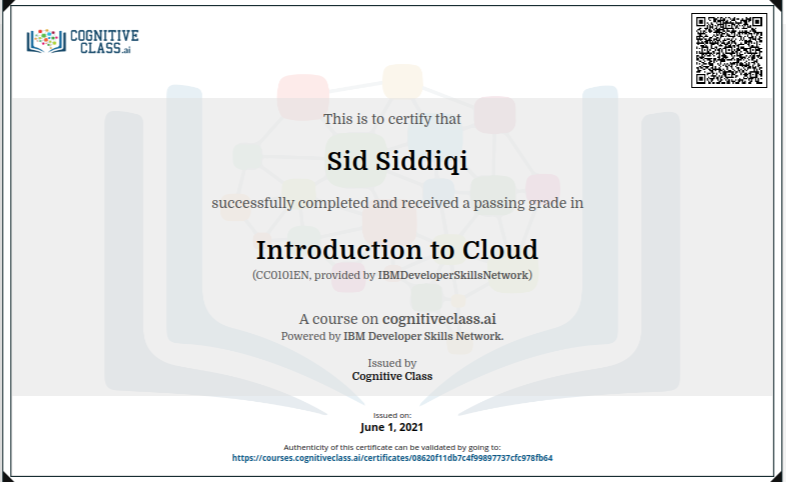 COGNITIVE
CLASS.ai
This is to certify that
Sid Siddiqi
successfully completed and received a passing grade in
Introduction to Cloud
(CC0101EN, provided by IBMDeveloperSkillsNetwork)
A course on cognitiveclass.ai
Powered by IBM Developer Skills Network.
Issued by
Cognitive Class
Issued on:
June 1, 2021
Authenticity of this certificate can be validated by going to:
https://courses.cognitiveclass.ai/certificates/08620f11db7c4f99897737cfc978fb64